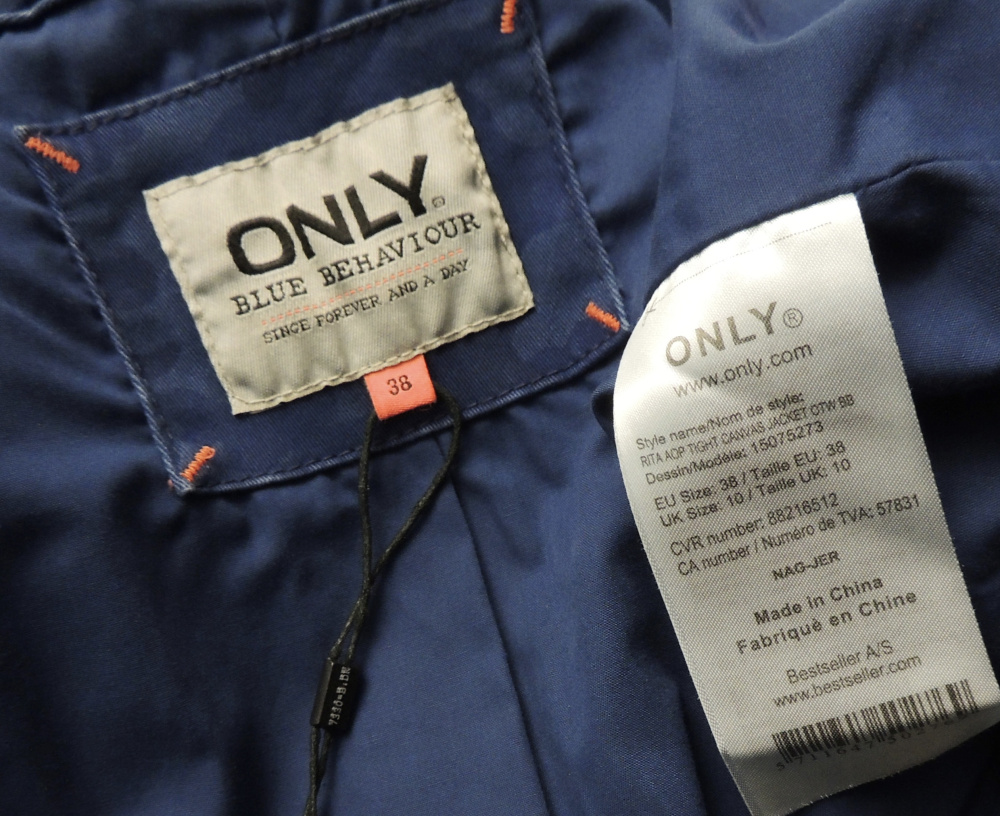 ONLY®
BLUE BEHAVIOUR
SINCE FOREVER AND A DAY
38
ONLY®
www.only.com
Style name/Nom de style:
RITA AOP TIGHT CANVAS JACKET OTW BB
Dessin/Modèle: 15075273
EU Size: 38 / Taille EU: 38
UK Size: 10 / Taille UK: 10
CVR number: 88216512
CA number / Numéro de TVA: 57831
NAG-JER
Made in China
Fabriqué en Chine
Bestseller A/S
www.bestseller.com